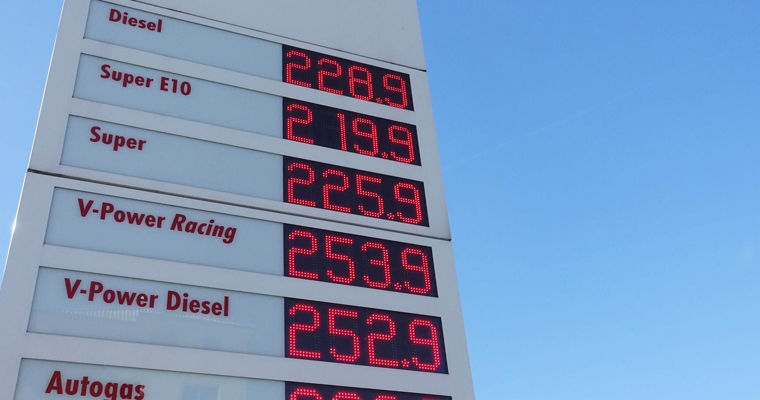 Diesel 228.9
Super E10 219.9
Super 225.9
V-Power Racing 253.9
V-Power Diesel 252.9
Autogas